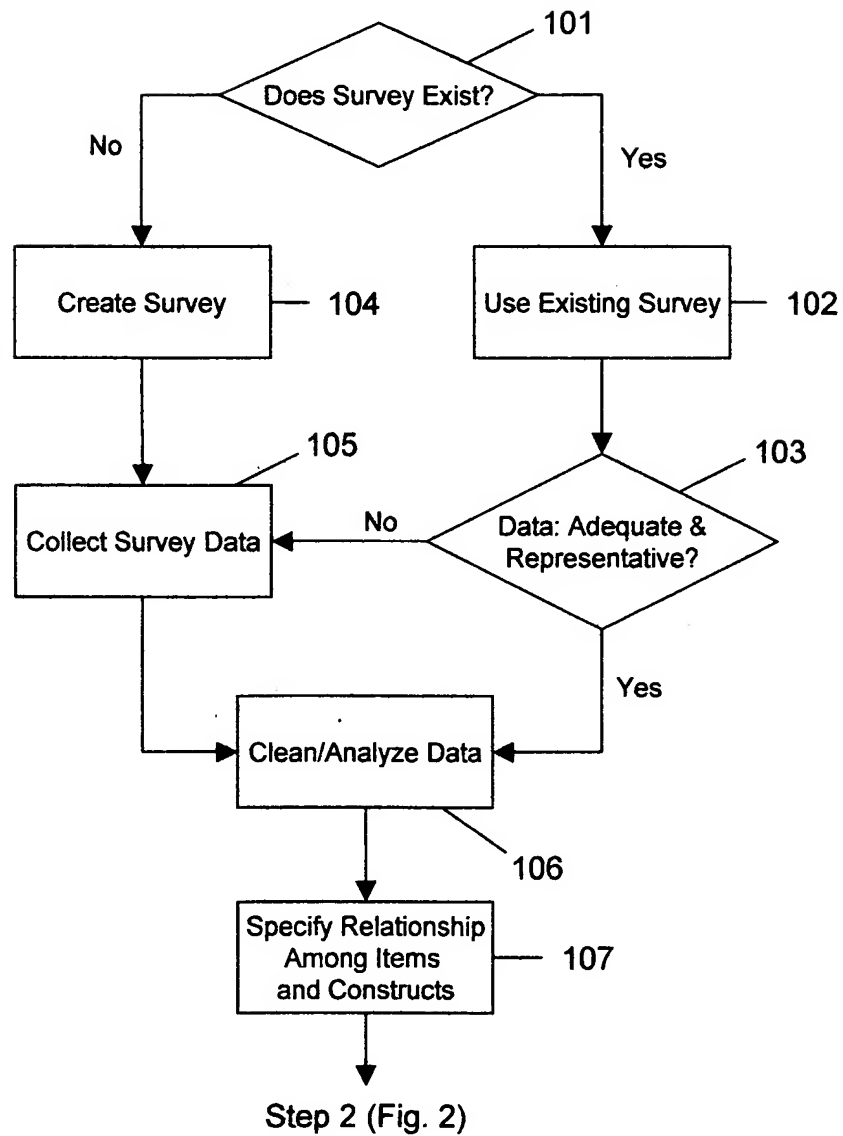 101
Does Survey Exist?
No
Yes
Create Survey
104
Use Existing Survey
102
105
103
Collect Survey Data
No
Data: Adequate &
Representative?
Yes
Clean/Analyze Data
106
Specify Relationship
Among Items
and Constructs
107
Step 2 (Fig. 2)